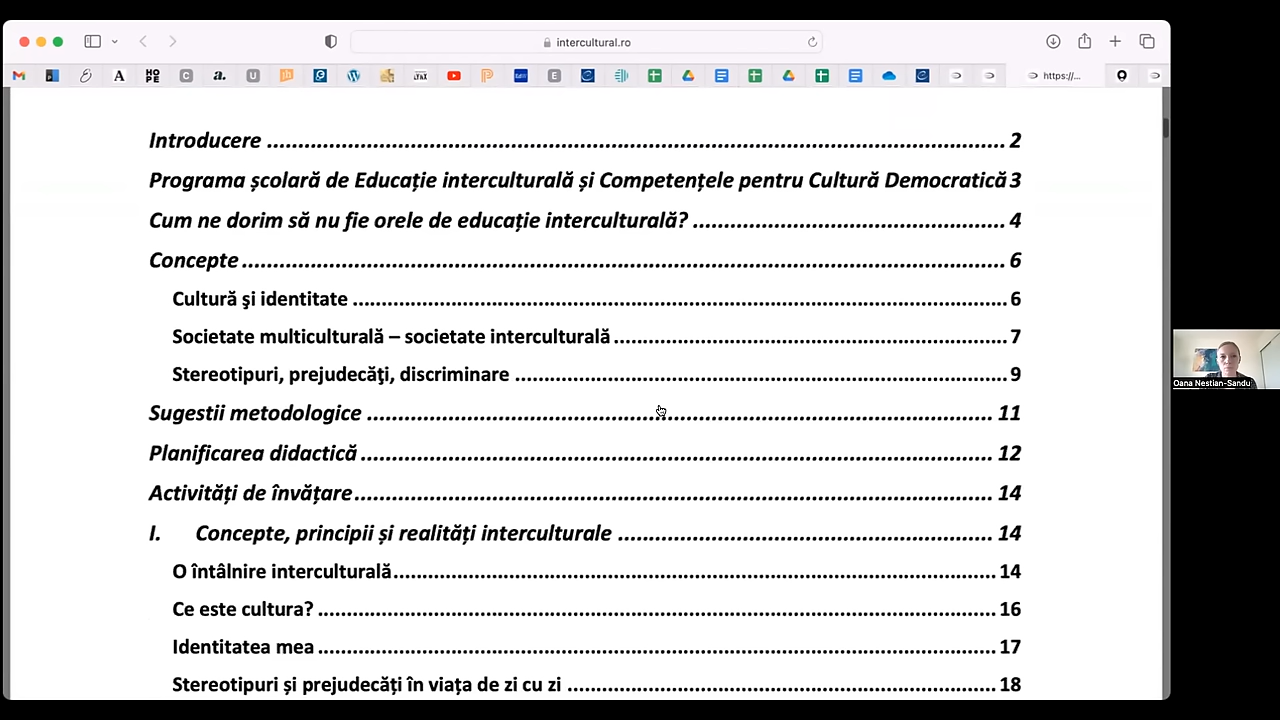 intercultural.ro
https://...
Introducere ........ 2
Programa școlară de Educație interculturală și Competențele pentru Cultură Democratică 3
Cum ne dorim să nu fie orele de educație interculturală? ........ 4
Concepte ........ 6
Cultură şi identitate ........ 6
Societate multiculturală – societate interculturală ........ 7
Stereotipuri, prejudecăţi, discriminare ........ 9
Sugestii metodologice ........ 11
Planificarea didactică ........ 12
Activități de învățare ........ 14
I. Concepte, principii și realități interculturale ........ 14
O întâlnire interculturală ........ 14
Ce este cultura? ........ 16
Identitatea mea ........ 17
Stereotipuri și prejudecăți în viața de zi cu zi ........ 18
Oana Nestian-Sandu